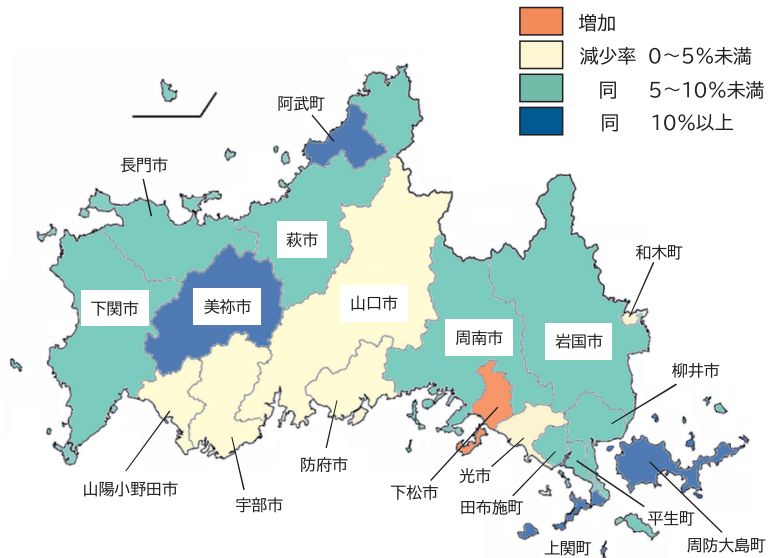 増加
減少率 0~5%未満
同 5~10%未満
同 10%以上
阿武町
長門市
萩市
和木町
下関市
美祢市
山口市
周南市
岩国市
柳井市
防府市
山陽小野田市
宇部市
下松市
光市
田布施町
平生町
上関町
周防大島町